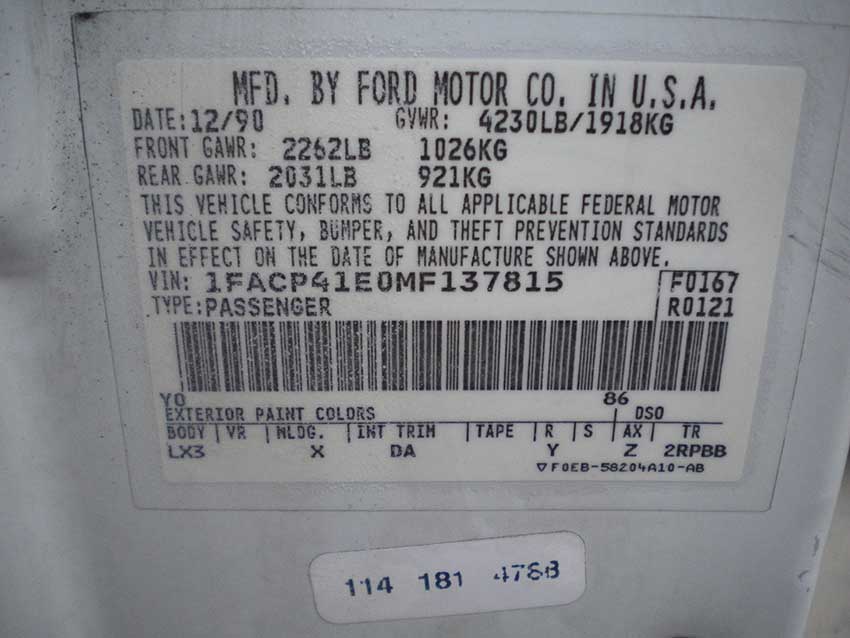 MFD. BY FORD MOTOR CO. IN U.S.A.
DATE: 12/90 GVWR: 4230LB/1918KG
FRONT GAWR: 2262LB 1026KG
REAR GAWR: 2031LB 921KG
THIS VEHICLE CONFORMS TO ALL APPLICABLE FEDERAL MOTOR
VEHICLE SAFETY, BUMPER, AND THEFT PREVENTION STANDARDS
IN EFFECT ON THE DATE OF MANUFACTURE SHOWN ABOVE.
VIN: 1FACP41E0MF137815 F0167
TYPE: PASSENGER R0121
YO 86
EXTERIOR PAINT COLORS DSO
BODY VR MLDG. INT TRIM TAPE R S AX TR
LX3 X DA Y Z 2RPBB
▽F0EB-58204A10-AB
114 181